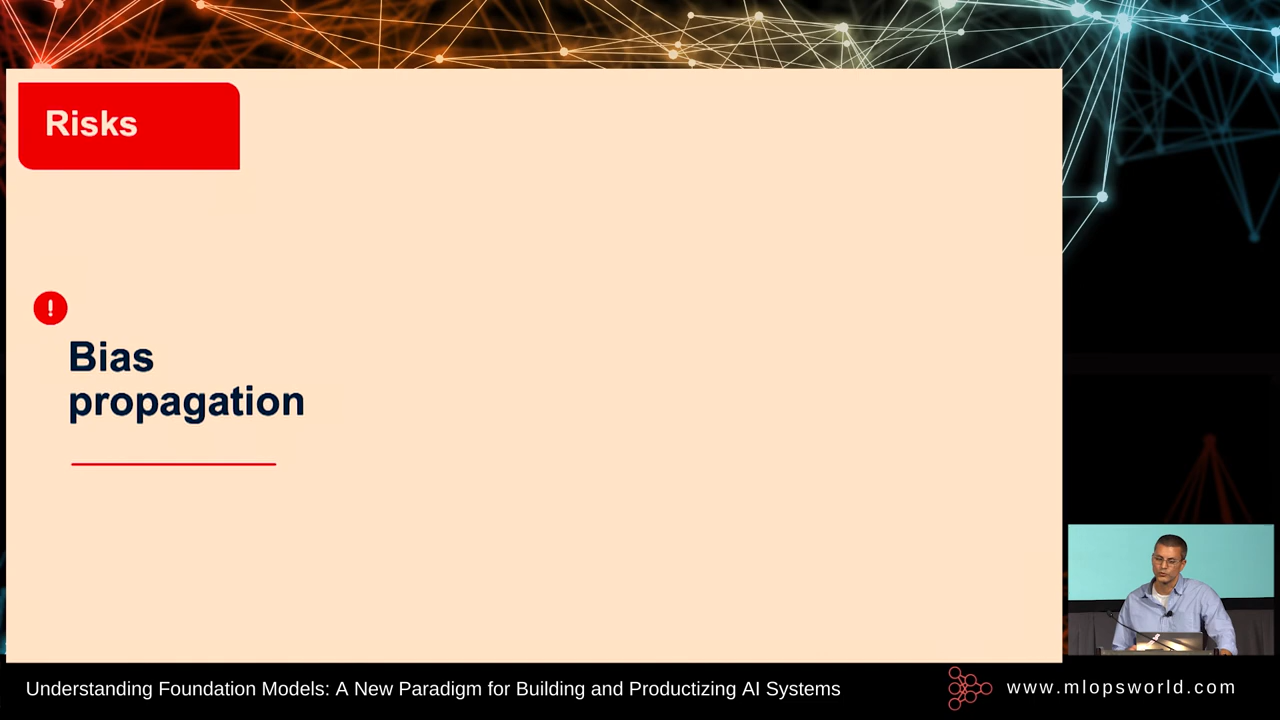 Risks
!
Bias
propagation
Understanding Foundation Models: A New Paradigm for Building and Productizing AI Systems
www.mlopsworld.com